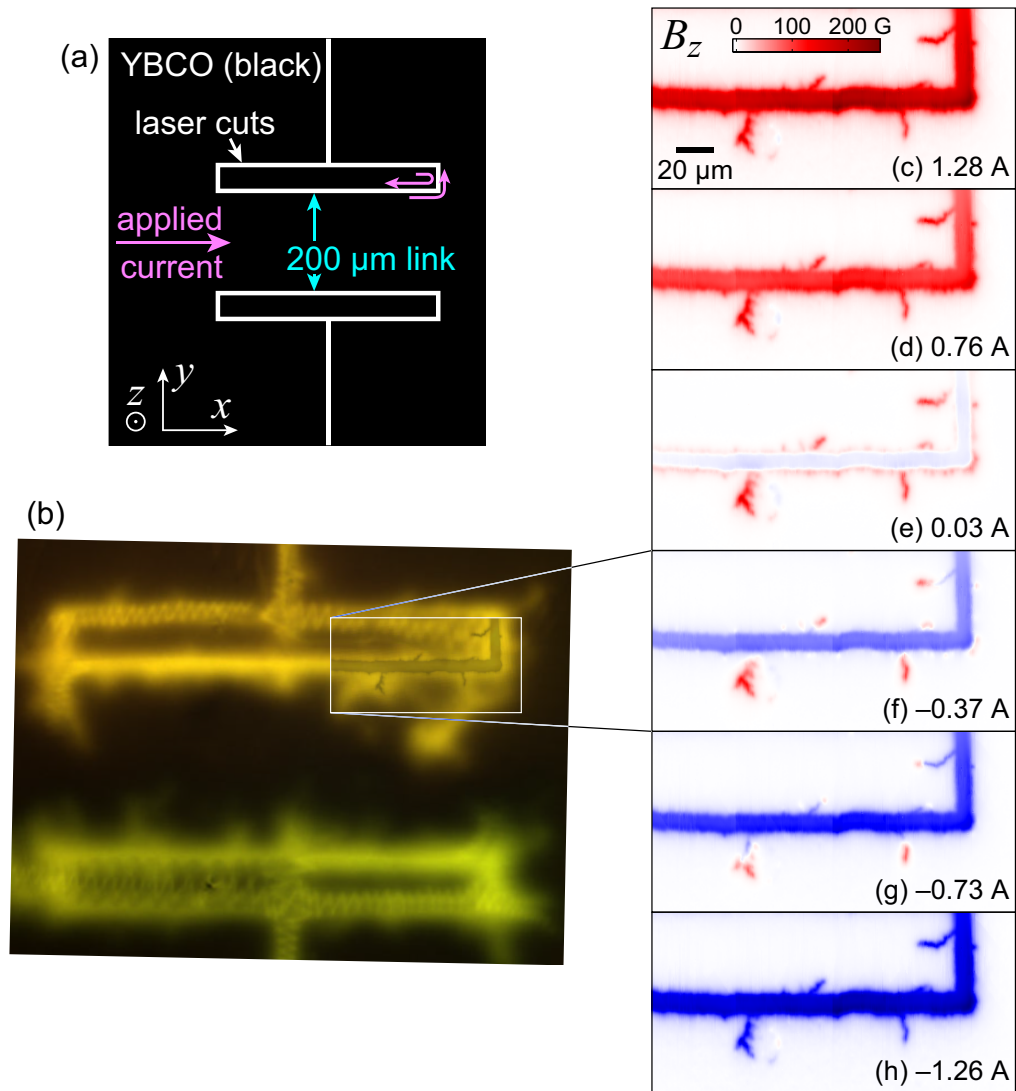 (a)
YBCO (black)
laser cuts
applied
current
200 µm link
z
y
x
(b)
B_z
0 100 200 G
20 µm
(c) 1.28 A
(d) 0.76 A
(e) 0.03 A
(f) –0.37 A
(g) –0.73 A
(h) –1.26 A